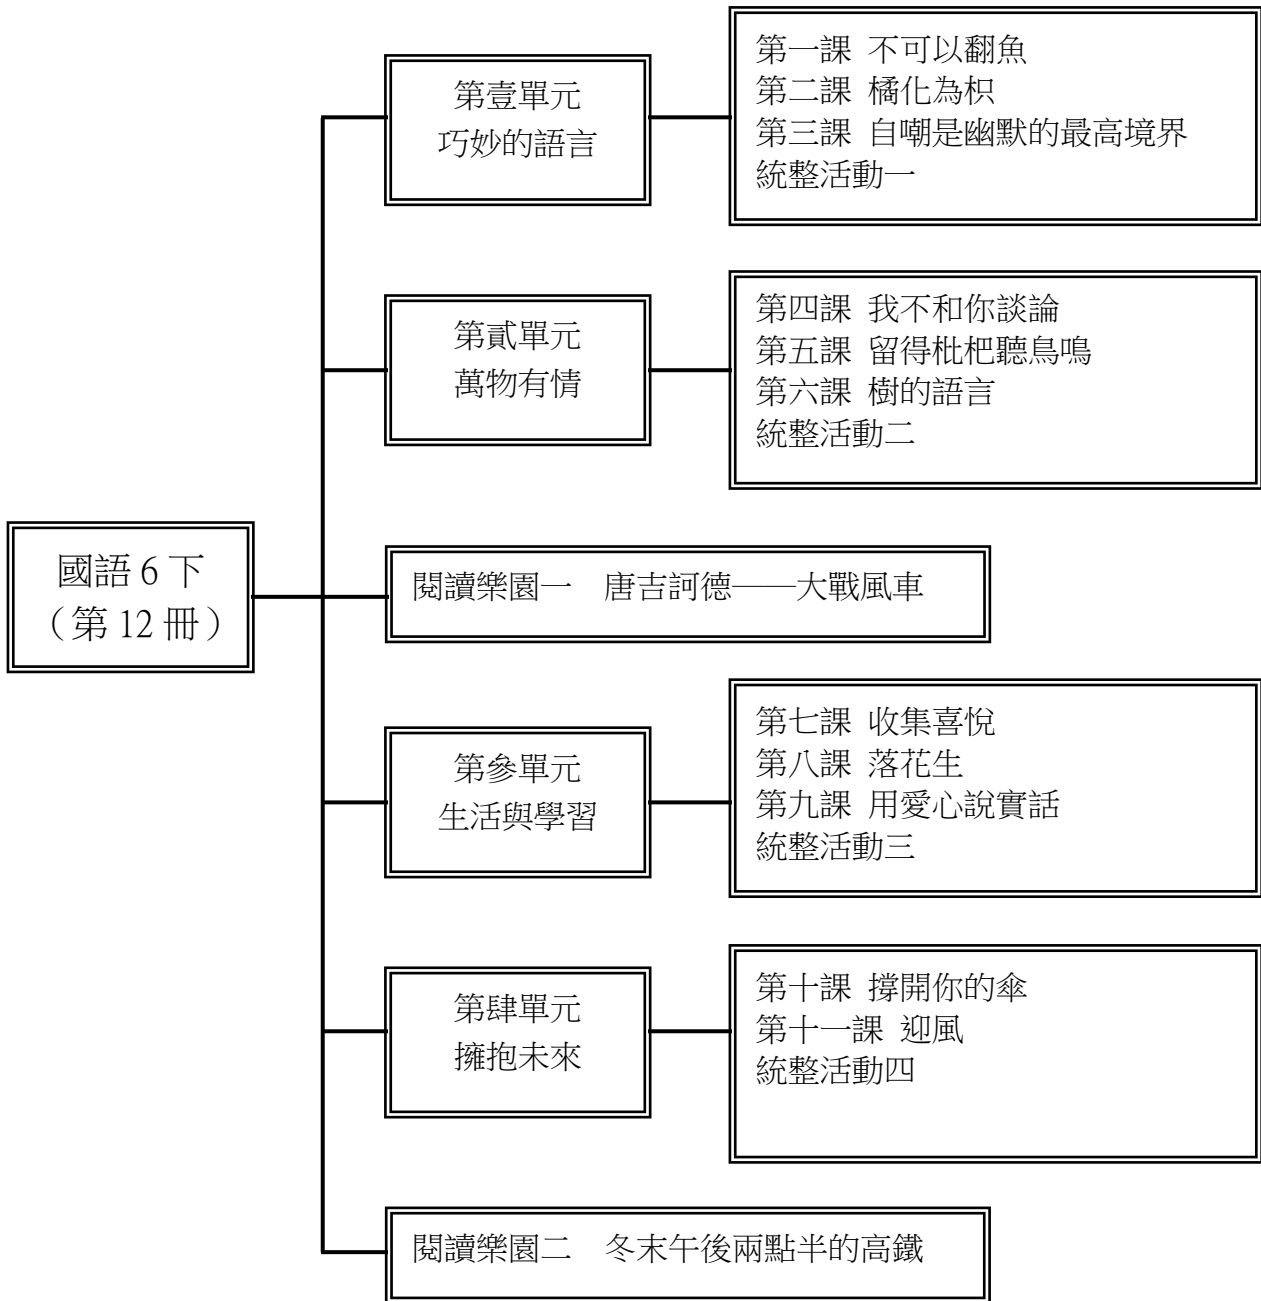 國語 6 下
（第 12 冊）
第壹單元
巧妙的語言
第一課 不可以翻魚
第二課 橘化為枳
第三課 自嘲是幽默的最高境界
統整活動一
第貳單元
萬物有情
第四課 我不和你談論
第五課 留得枇杷聽鳥鳴
第六課 樹的語言
統整活動二
閱讀樂園一　唐吉訶德──大戰風車
第參單元
生活與學習
第七課 收集喜悅
第八課 落花生
第九課 用愛心說實話
統整活動三
第肆單元
擁抱未來
第十課 撐開你的傘
第十一課 迎風
統整活動四
閱讀樂園二　冬末午後兩點半的高鐵